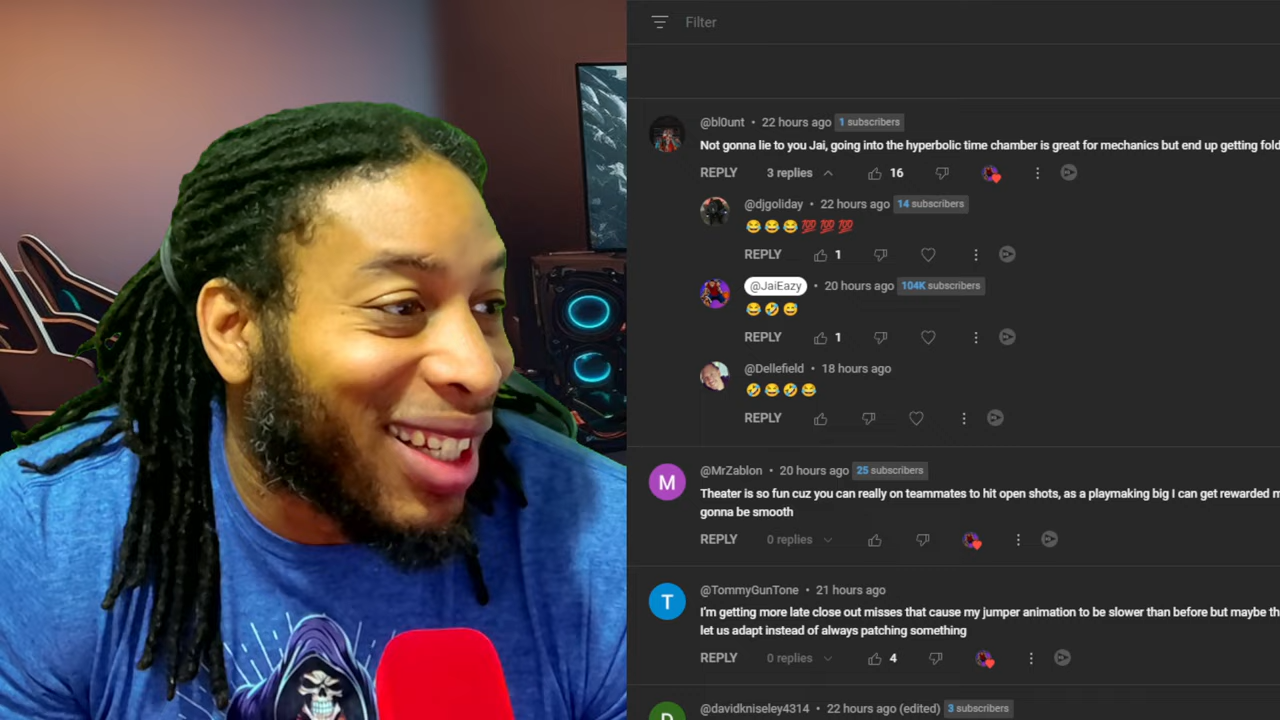 Filter
@bl0unt • 22 hours ago 1 subscribers
Not gonna lie to you Jai, going into the hyperbolic time chamber is great for mechanics but end up getting fold
REPLY 3 replies 16
@djgoliday • 22 hours ago 14 subscribers
😂 😂 😂 💯 💯 💯
REPLY 1
@JaiEazy • 20 hours ago 104K subscribers
😂 🤣 😅
REPLY 1
@Dellefield • 18 hours ago
🤣 😂 🤣 😂
REPLY
M
@MrZablon • 20 hours ago 25 subscribers
Theater is so fun cuz you can really on teammates to hit open shots, as a playmaking big I can get rewarded m
gonna be smooth
REPLY 0 replies
T
@TommyGunTone • 21 hours ago
I'm getting more late close out misses that cause my jumper animation to be slower than before but maybe th
let us adapt instead of always patching something
REPLY 0 replies 4
D
@davidkniseley4314 • 22 hours ago (edited) 3 subscribers